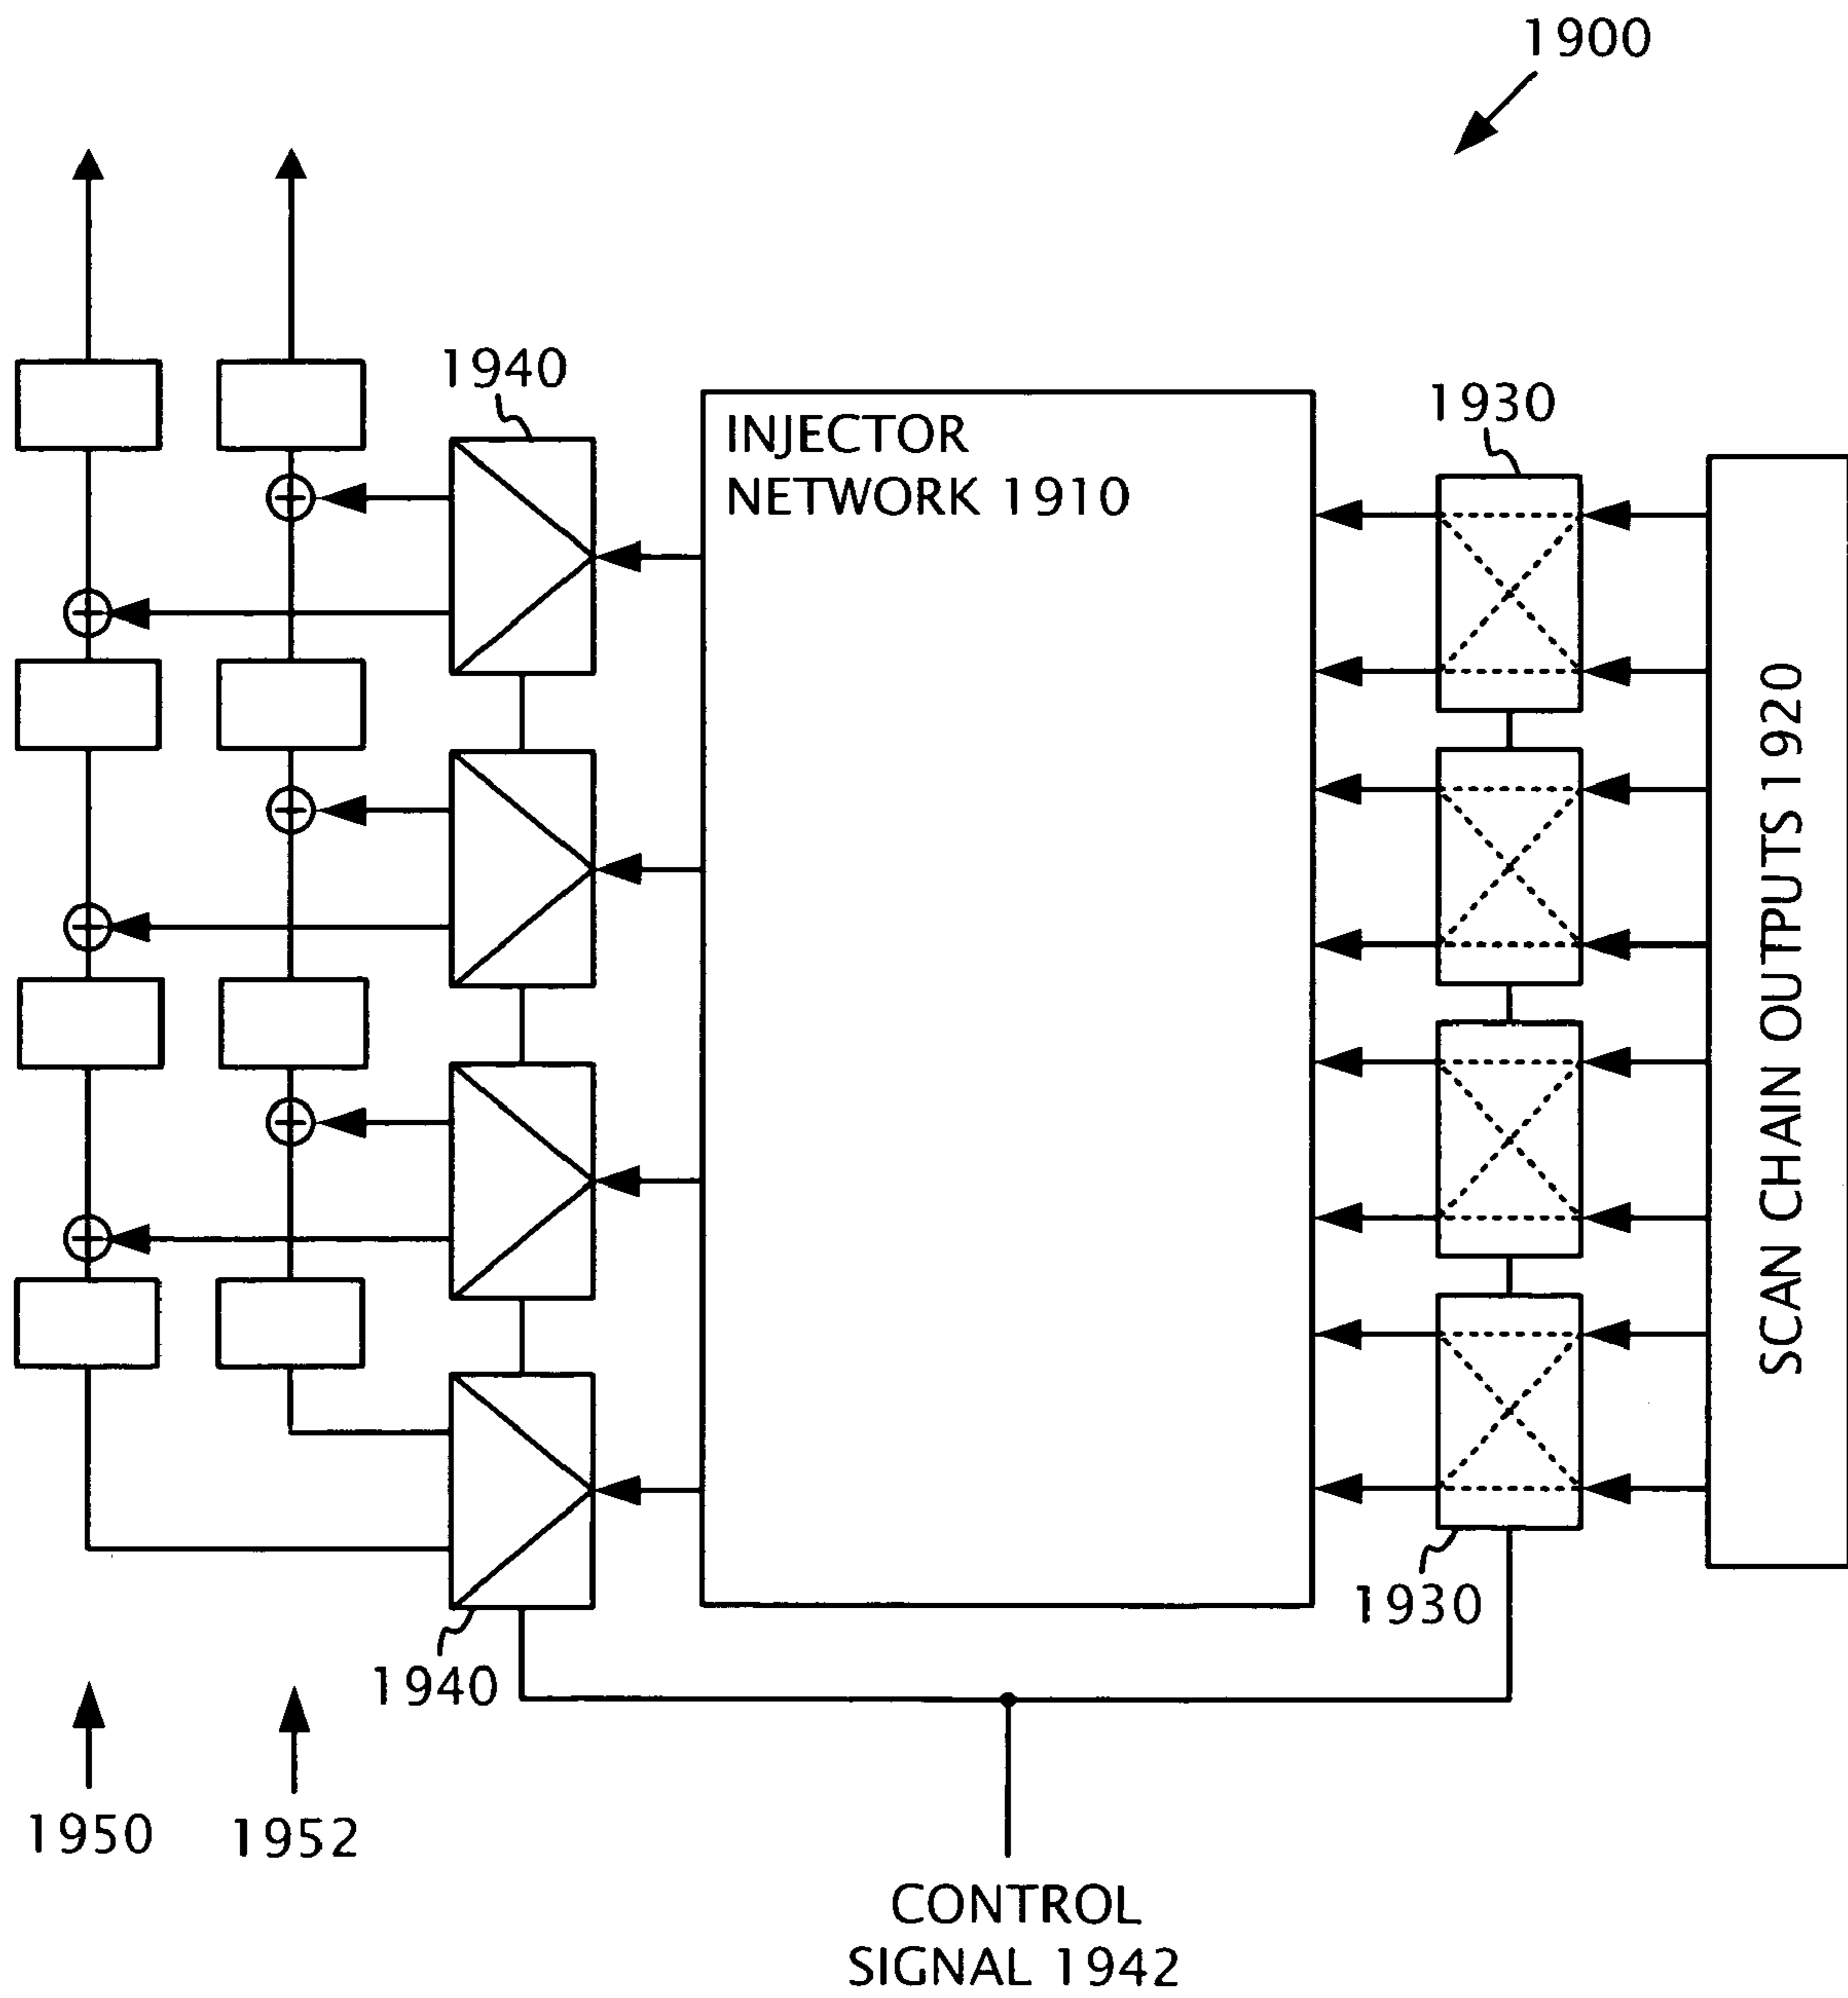 1900
1940
1930
INJECTOR
NETWORK 1910
SCAN CHAIN OUTPUTS 1920
1930
1940
1950
1952
CONTROL
SIGNAL 1942